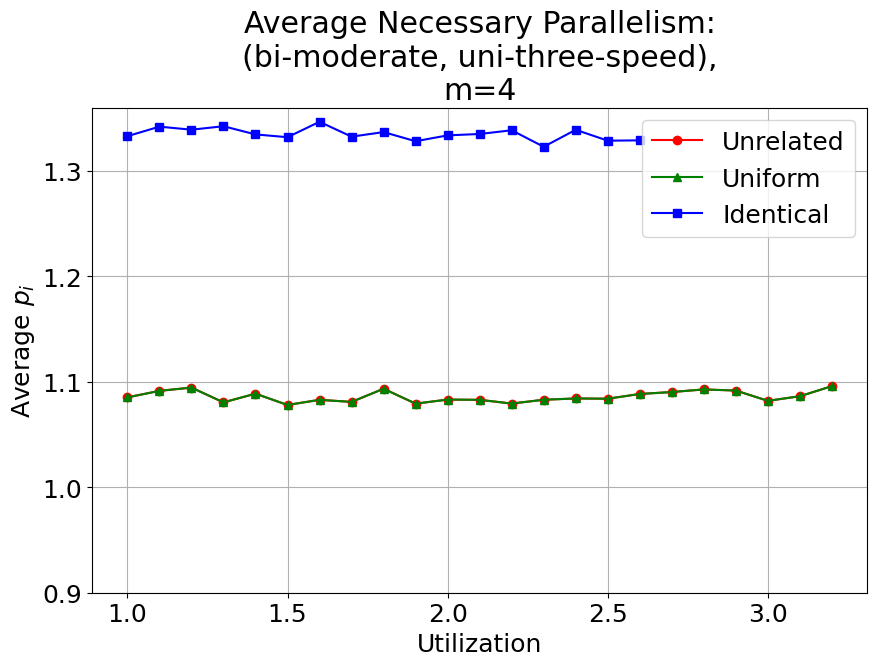 Average Necessary Parallelism:
(bi-moderate, uni-three-speed),
m=4
Unrelated
Uniform
Identical
1.3
1.2
1.1
1.0
0.9
Average $p_i$
1.0 1.5 2.0 2.5 3.0
Utilization